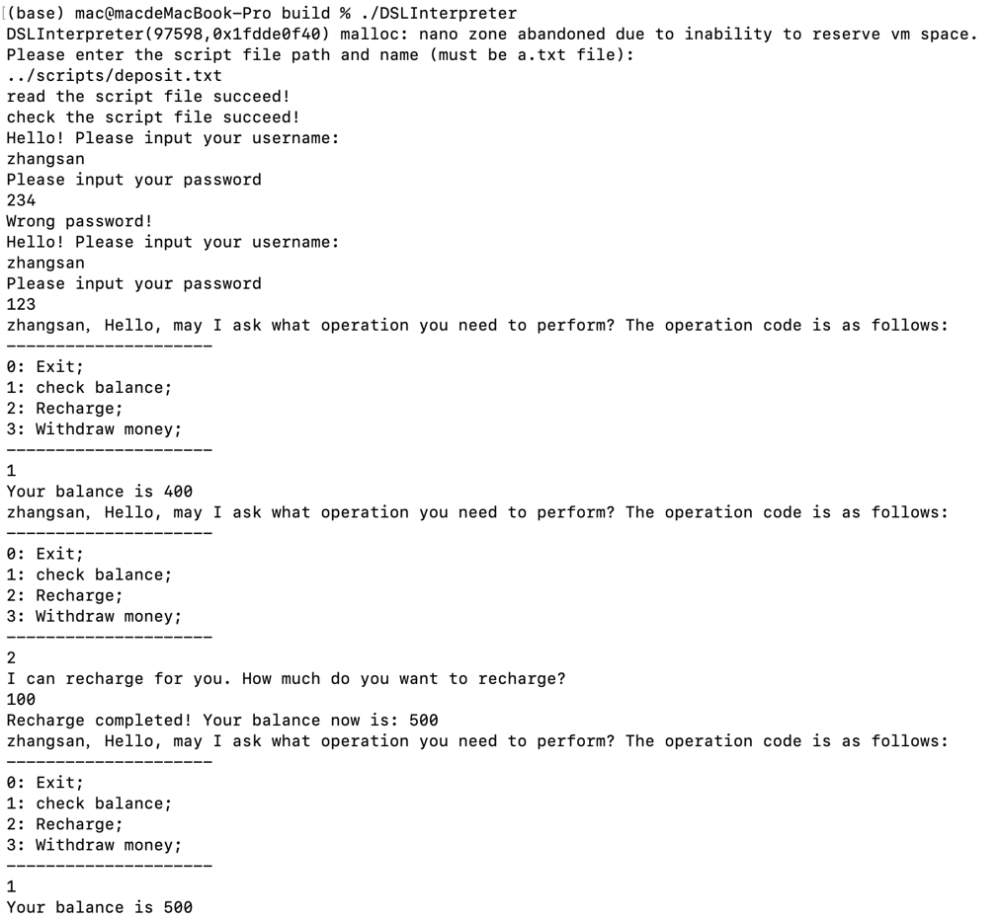 [(base) mac@macdeMacBook-Pro build % ./DSLInterpreter
DSLInterpreter(97598,0x1fdde0f40) malloc: nano zone abandoned due to inability to reserve vm space.
Please enter the script file path and name (must be a.txt file):
../scripts/deposit.txt
read the script file succeed!
check the script file succeed!
Hello! Please input your username:
zhangsan
Please input your password
234
Wrong password!
Hello! Please input your username:
zhangsan
Please input your password
123
zhangsan, Hello, may I ask what operation you need to perform? The operation code is as follows:
---------------------
0: Exit;
1: check balance;
2: Recharge;
3: Withdraw money;
---------------------
1
Your balance is 400
zhangsan, Hello, may I ask what operation you need to perform? The operation code is as follows:
---------------------
0: Exit;
1: check balance;
2: Recharge;
3: Withdraw money;
---------------------
2
I can recharge for you. How much do you want to recharge?
100
Recharge completed! Your balance now is: 500
zhangsan, Hello, may I ask what operation you need to perform? The operation code is as follows:
---------------------
0: Exit;
1: check balance;
2: Recharge;
3: Withdraw money;
---------------------
1
Your balance is 500